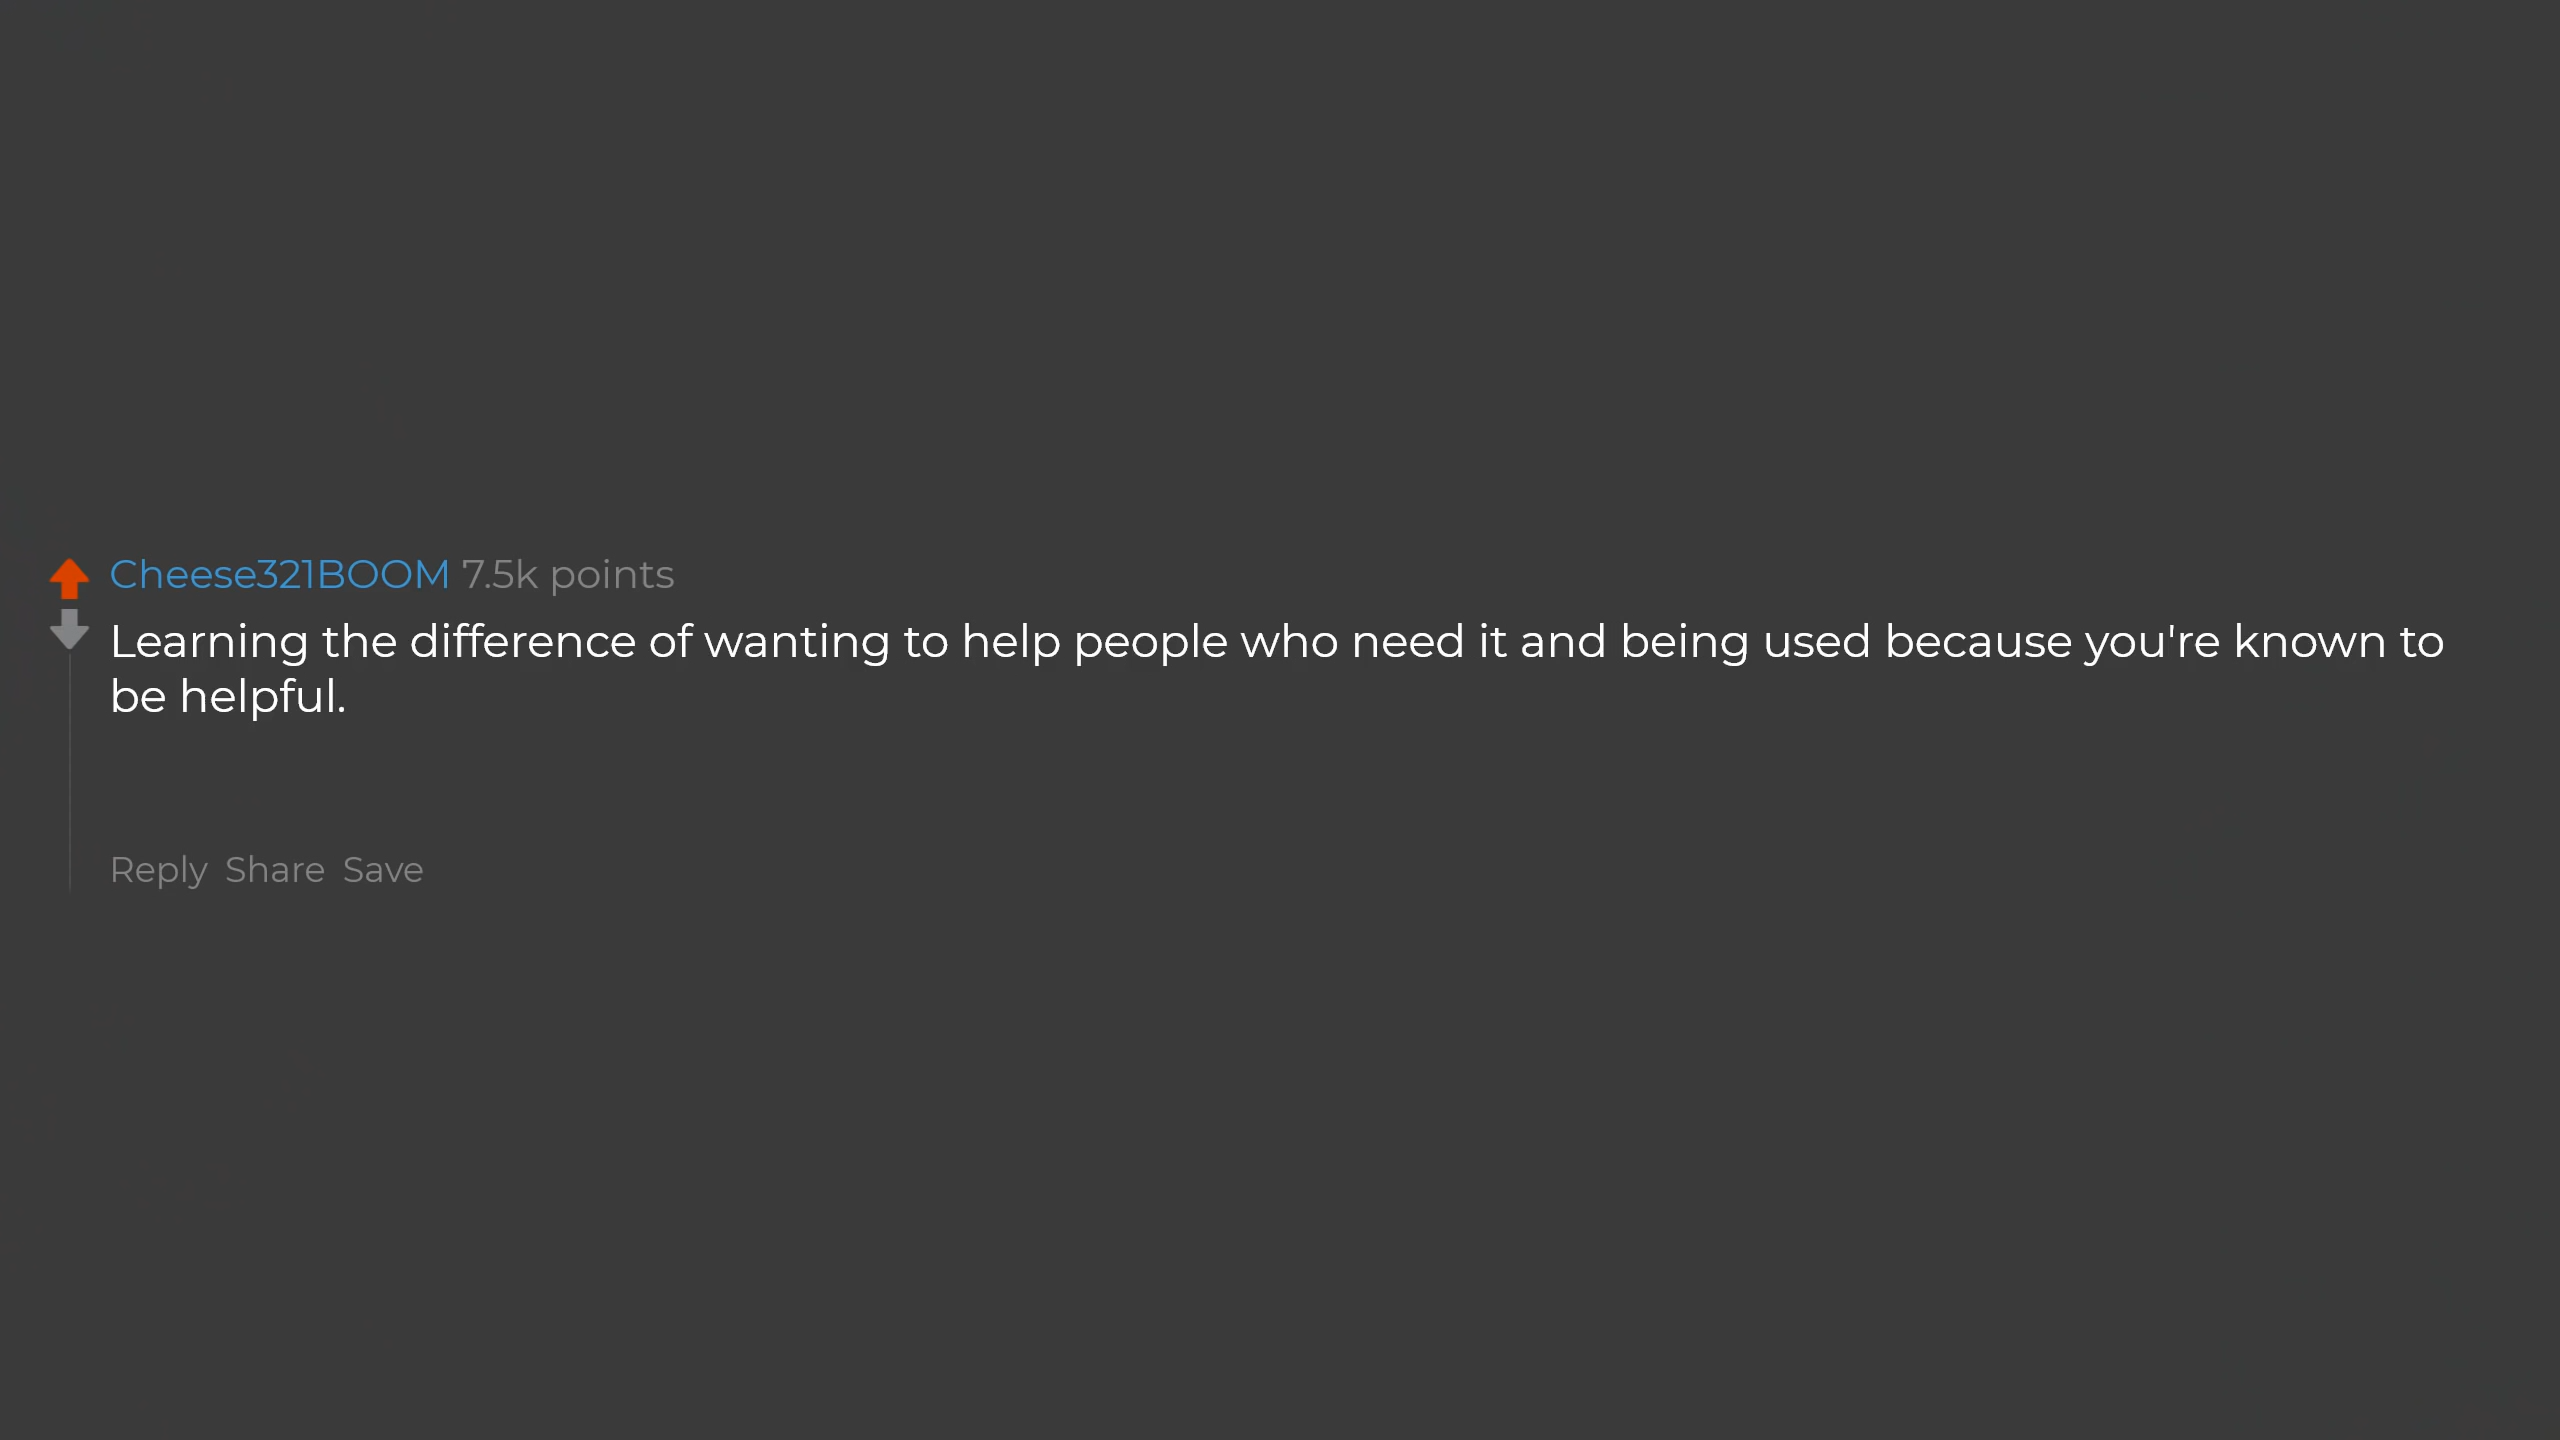 Cheese321BOOM 7.5k points
Learning the difference of wanting to help people who need it and being used because you're known to
be helpful.
Reply Share Save